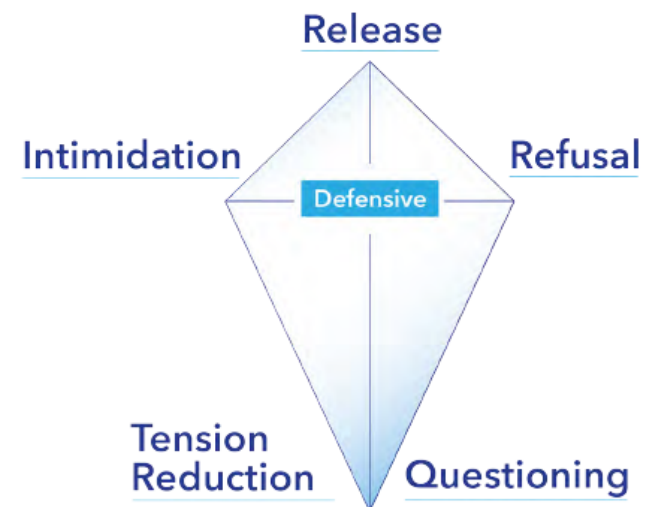 Release
Intimidation
Refusal
Defensive
Tension
Reduction
Questioning